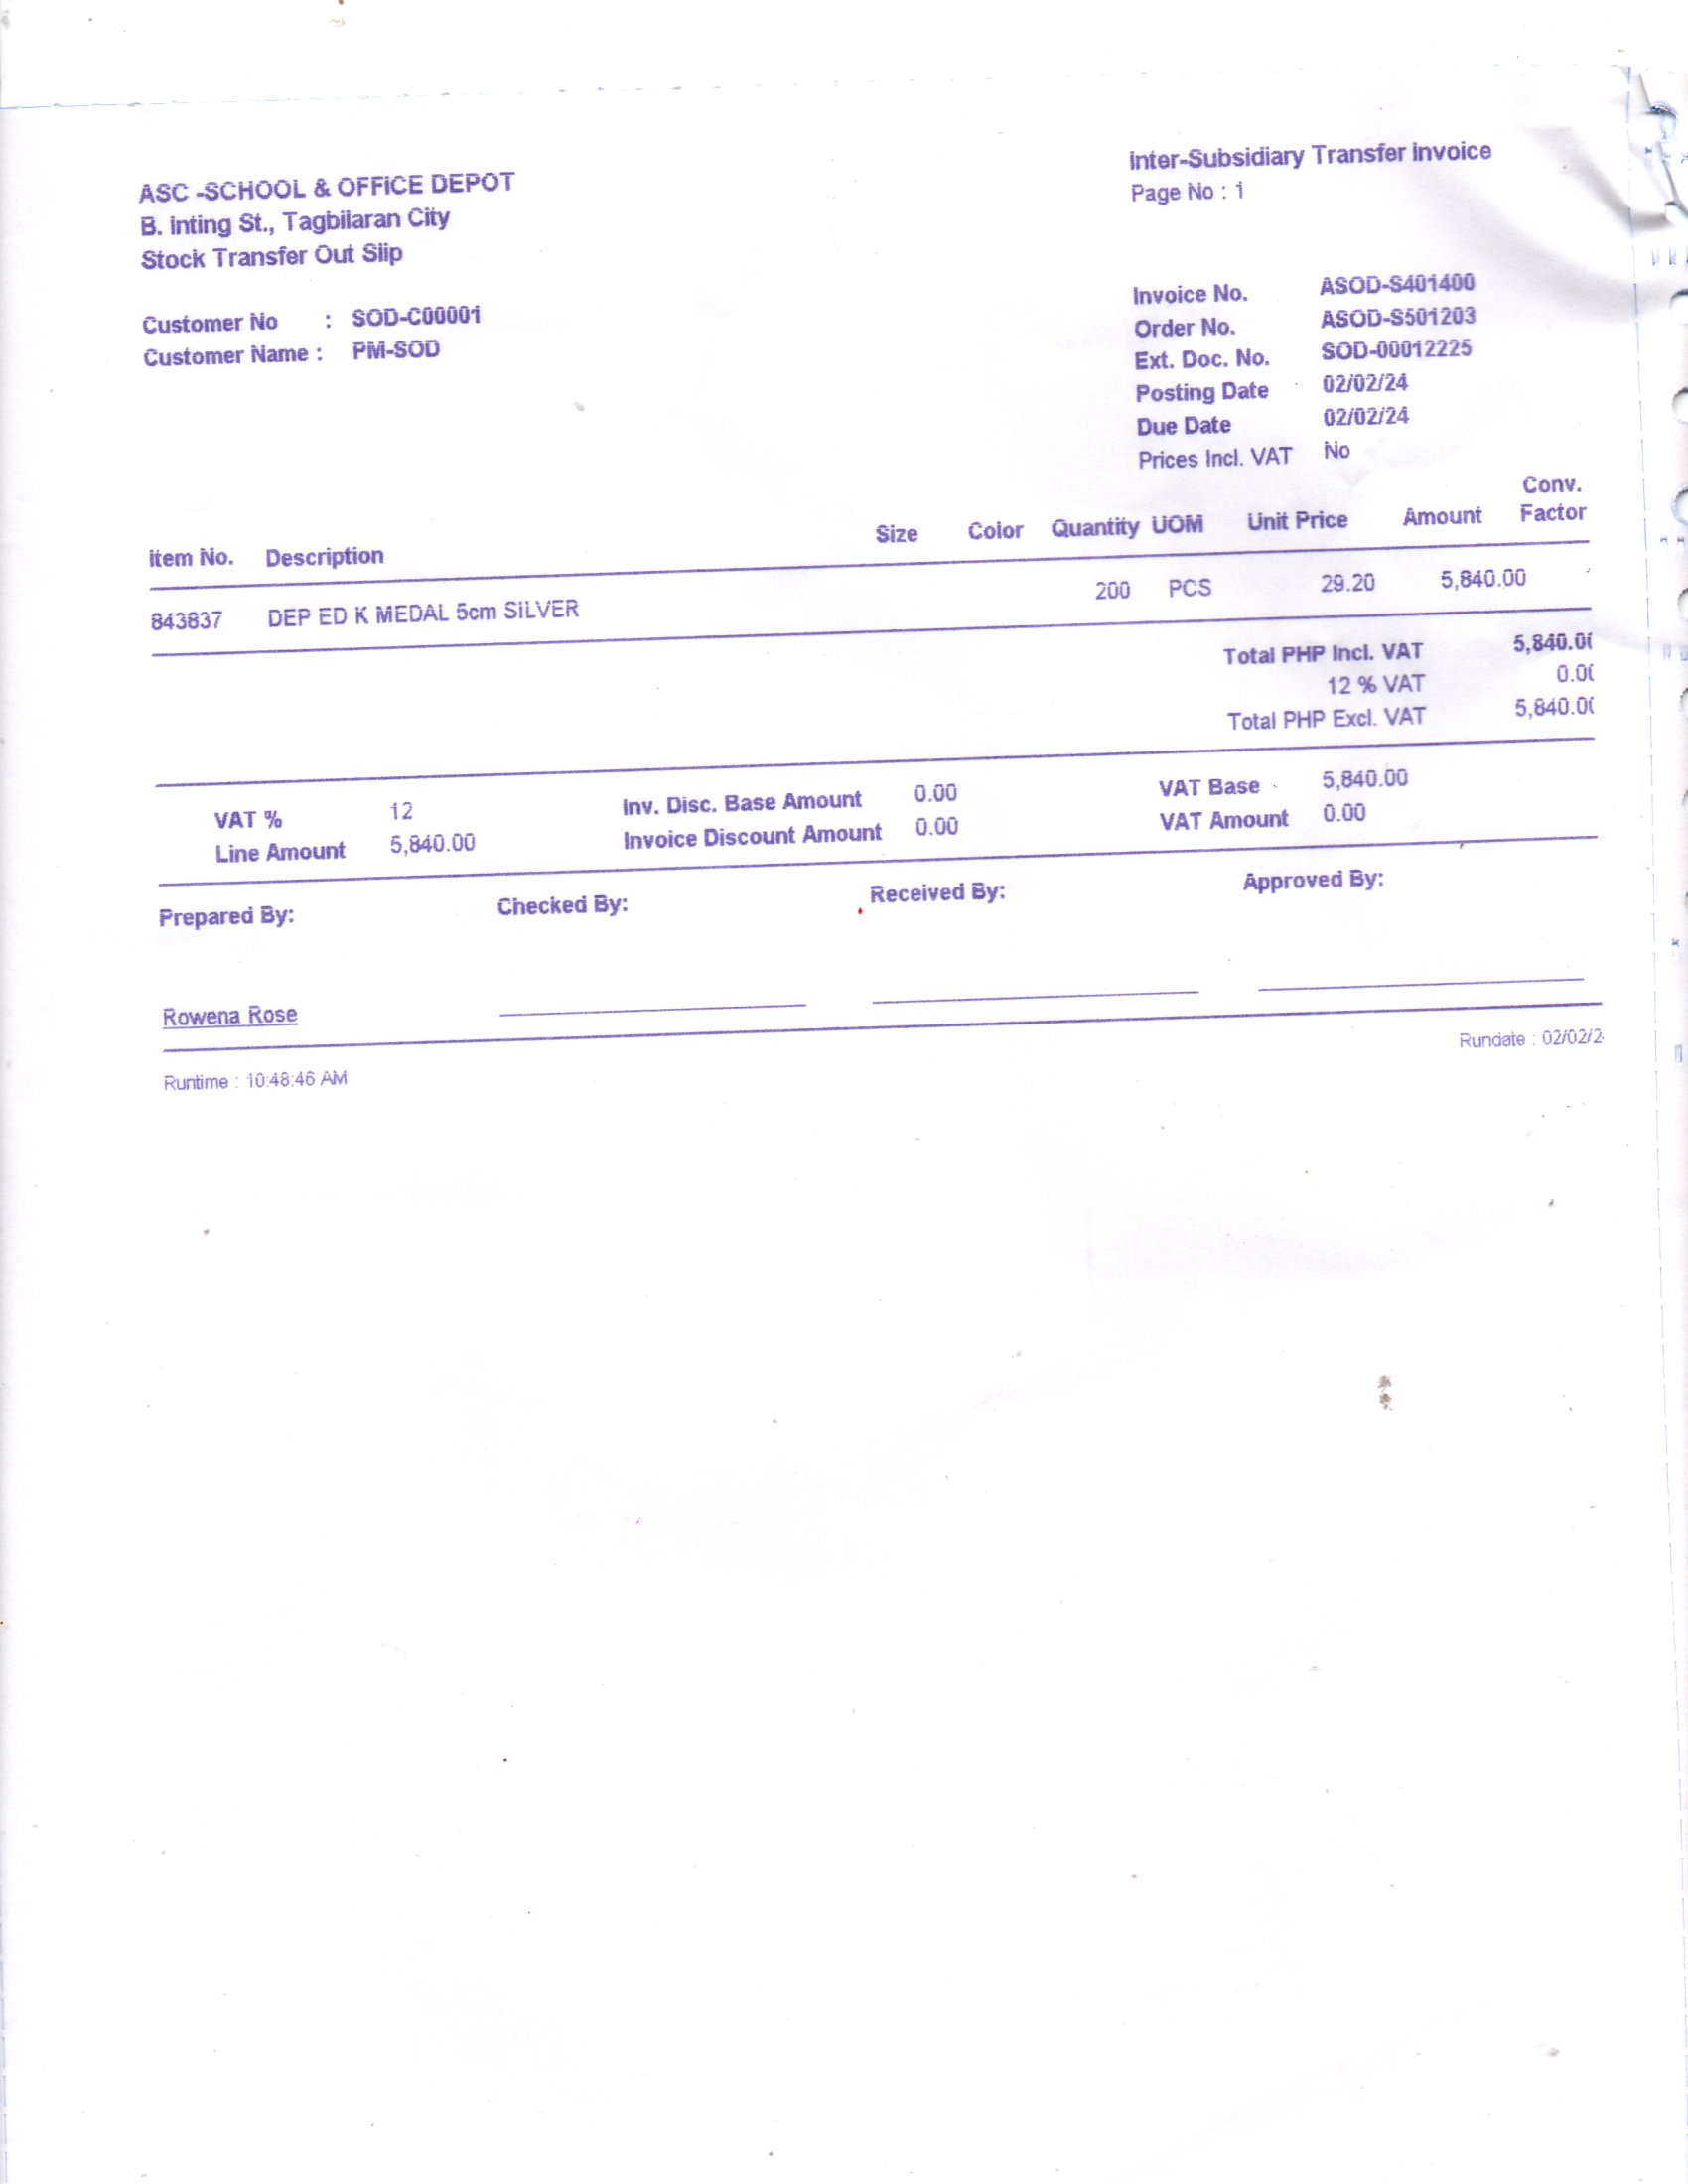 ASC -SCHOOL & OFFICE DEPOT
B. Inting St., Tagbilaran City
Stock Transfer Out Slip
Inter-Subsidiary Transfer Invoice
Page No : 1
Customer No : SOD-C00001
Customer Name : PM-SOD
Invoice No. ASOD-S401400
Order No. ASOD-S501203
Ext. Doc. No. SOD-00012225
Posting Date 02/02/24
Due Date 02/02/24
Prices Incl. VAT No
Item No. Description Size Color Quantity UOM Unit Price Amount Conv. Factor
843837 DEP ED K MEDAL 5cm SILVER 200 PCS 29.20 5,840.00
Total PHP Incl. VAT 5,840.0
12 % VAT 0.0
Total PHP Excl. VAT 5,840.0
VAT % 12 Inv. Disc. Base Amount 0.00 VAT Base 5,840.00
Line Amount 5,840.00 Invoice Discount Amount 0.00 VAT Amount 0.00
Prepared By: Checked By: Received By: Approved By:
Rowena Rose
Runtime : 10:48:46 AM Rundate : 02/02/2